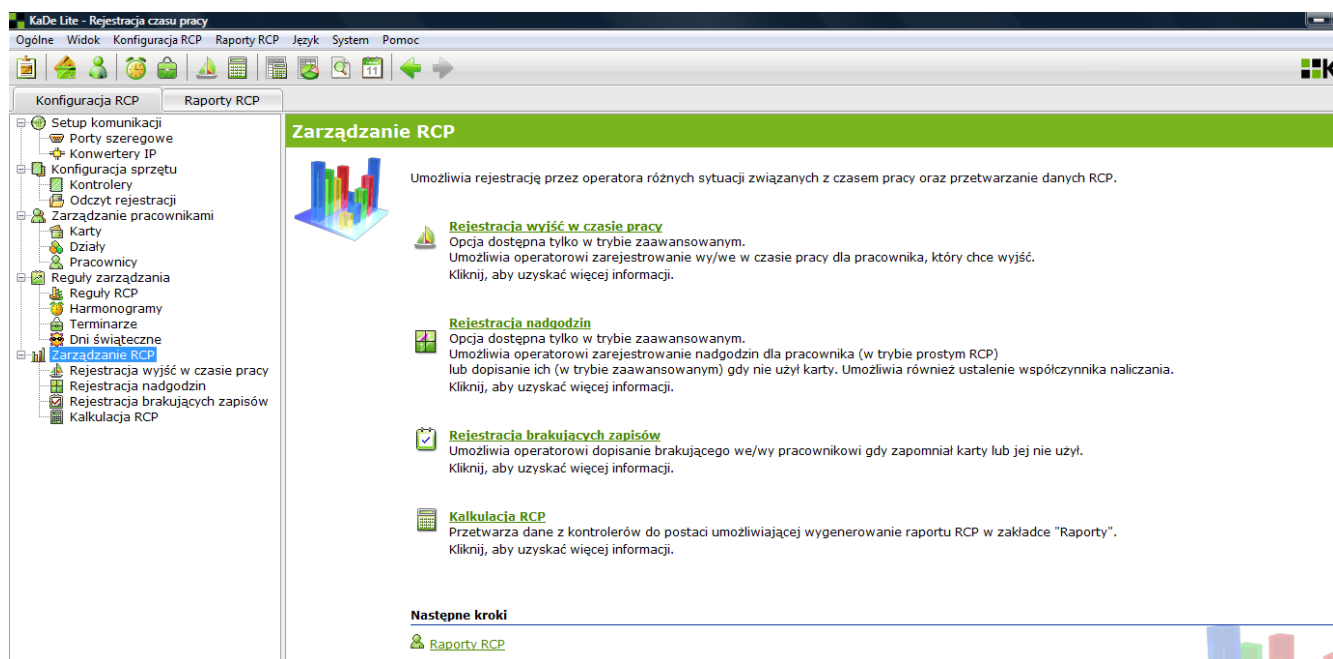 KaDe Lite - Rejestracja czasu pracy
Ogólne Widok Konfiguracja RCP Raporty RCP Język System Pomoc
11
K
Konfiguracja RCP Raporty RCP
Setup komunikacji
Porty szeregowe
Konwertery IP
Konfiguracja sprzętu
Kontrolery
Odczyt rejestracji
Zarządzanie pracownikami
Karty
Działy
Pracownicy
Reguły zarządzania
Reguły RCP
Harmonogramy
Terminarze
Dni świąteczne
Zarządzanie RCP
Rejestracja wyjść w czasie pracy
Rejestracja nadgodzin
Rejestracja brakujących zapisów
Kalkulacja RCP
Zarządzanie RCP
Umożliwia rejestrację przez operatora różnych sytuacji związanych z czasem pracy oraz przetwarzanie danych RCP.
Rejestracja wyjść w czasie pracy
Opcja dostępna tylko w trybie zaawansowanym.
Umożliwia operatorowi zarejestrowanie wy/we w czasie pracy dla pracownika, który chce wyjść.
Kliknij, aby uzyskać więcej informacji.
Rejestracja nadgodzin
Opcja dostępna tylko w trybie zaawansowanym.
Umożliwia operatorowi zarejestrowanie nadgodzin dla pracownika (w trybie prostym RCP)
lub dopisanie ich (w trybie zaawansowanym) gdy nie użył karty. Umożliwia również ustalenie współczynnika naliczania.
Kliknij, aby uzyskać więcej informacji.
Rejestracja brakujących zapisów
Umożliwia operatorowi dopisanie brakującego we/wy pracownikowi gdy zapomniał karty lub jej nie użył.
Kliknij, aby uzyskać więcej informacji.
Kalkulacja RCP
Przetwarza dane z kontrolerów do postaci umożliwiającej wygenerowanie raportu RCP w zakładce "Raporty".
Kliknij, aby uzyskać więcej informacji.
Następne kroki
Raporty RCP